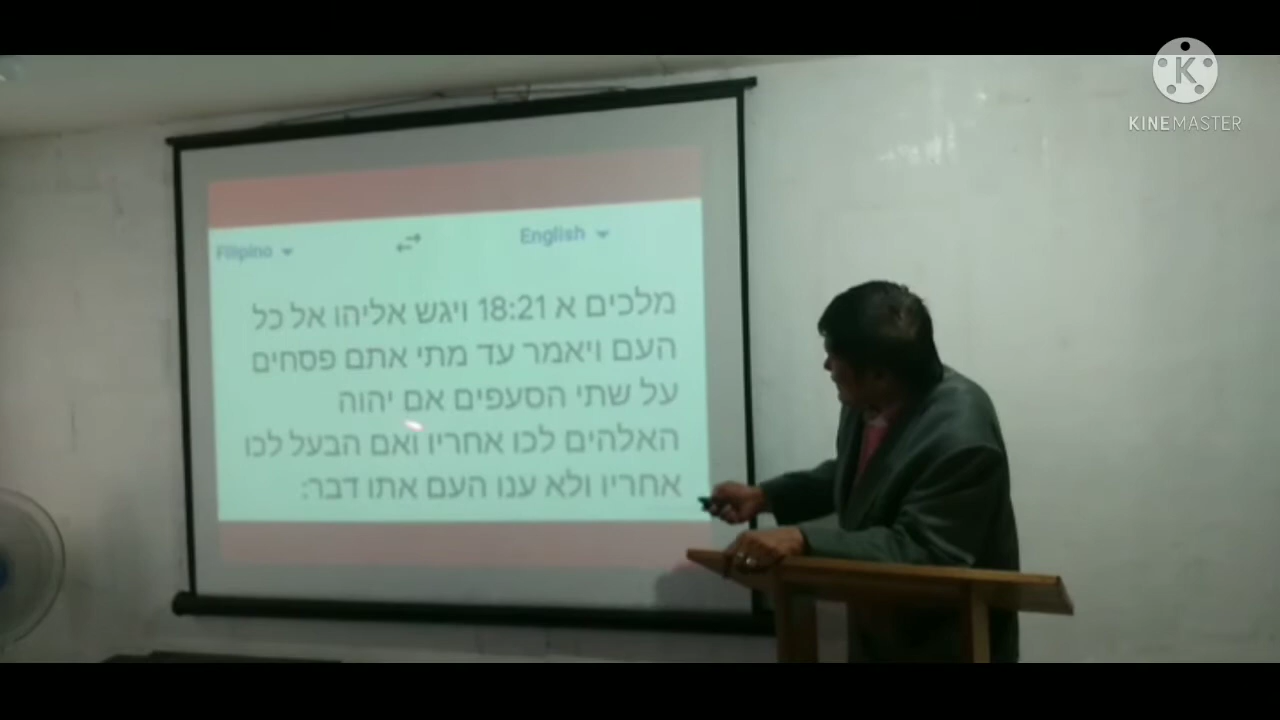 KINEMASTER
Filipino English
מלכים א 18:21 ויגש אליהו אל כל
העם ויאמר עד מתי אתם פסחים
על שתי הסעפים אם יהוה
האלהים לכו אחריו ואם הבעל לכו
אחריו ולא ענו העם אתו דבר: